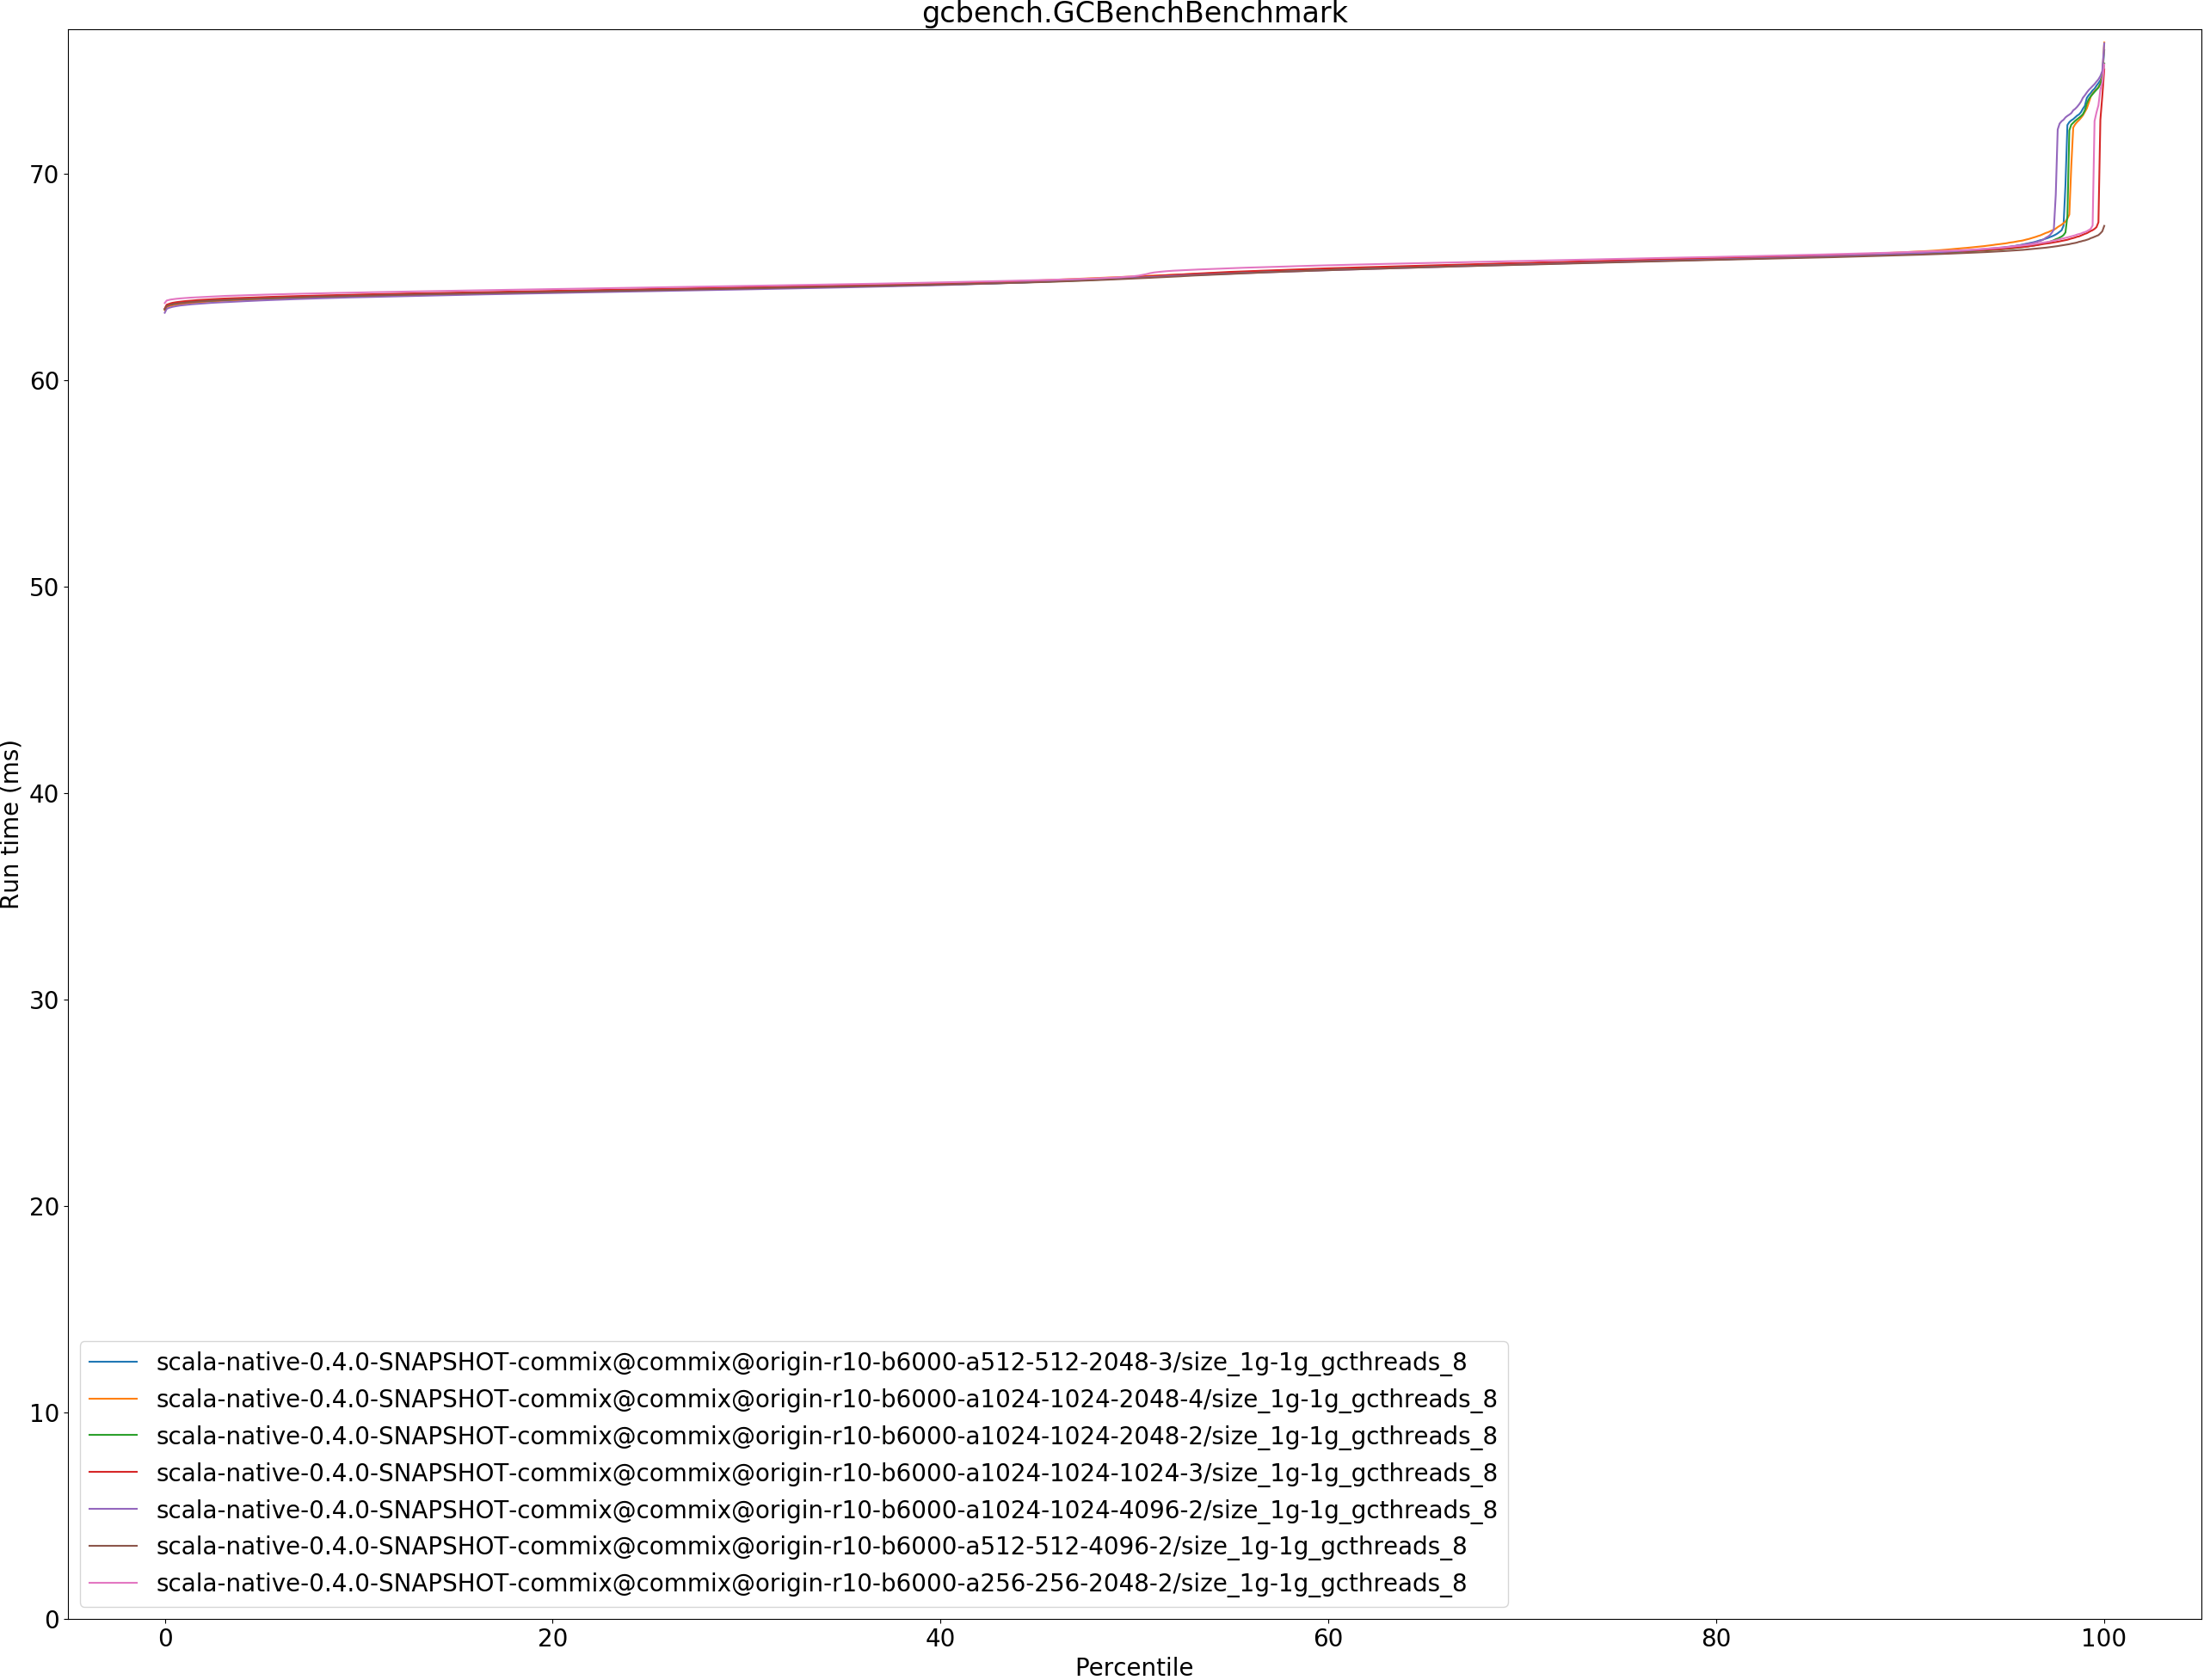 gcbench.GCBenchBenchmark
Run time (ms)
70
60
50
40
30
20
10
0
scala-native-0.4.0-SNAPSHOT-commix@commix@origin-r10-b6000-a512-512-2048-3/size_1g-1g_gcthreads_8
scala-native-0.4.0-SNAPSHOT-commix@commix@origin-r10-b6000-a1024-1024-2048-4/size_1g-1g_gcthreads_8
scala-native-0.4.0-SNAPSHOT-commix@commix@origin-r10-b6000-a1024-1024-2048-2/size_1g-1g_gcthreads_8
scala-native-0.4.0-SNAPSHOT-commix@commix@origin-r10-b6000-a1024-1024-1024-3/size_1g-1g_gcthreads_8
scala-native-0.4.0-SNAPSHOT-commix@commix@origin-r10-b6000-a1024-1024-4096-2/size_1g-1g_gcthreads_8
scala-native-0.4.0-SNAPSHOT-commix@commix@origin-r10-b6000-a512-512-4096-2/size_1g-1g_gcthreads_8
scala-native-0.4.0-SNAPSHOT-commix@commix@origin-r10-b6000-a256-256-2048-2/size_1g-1g_gcthreads_8
0 20 40 60 80 100
Percentile